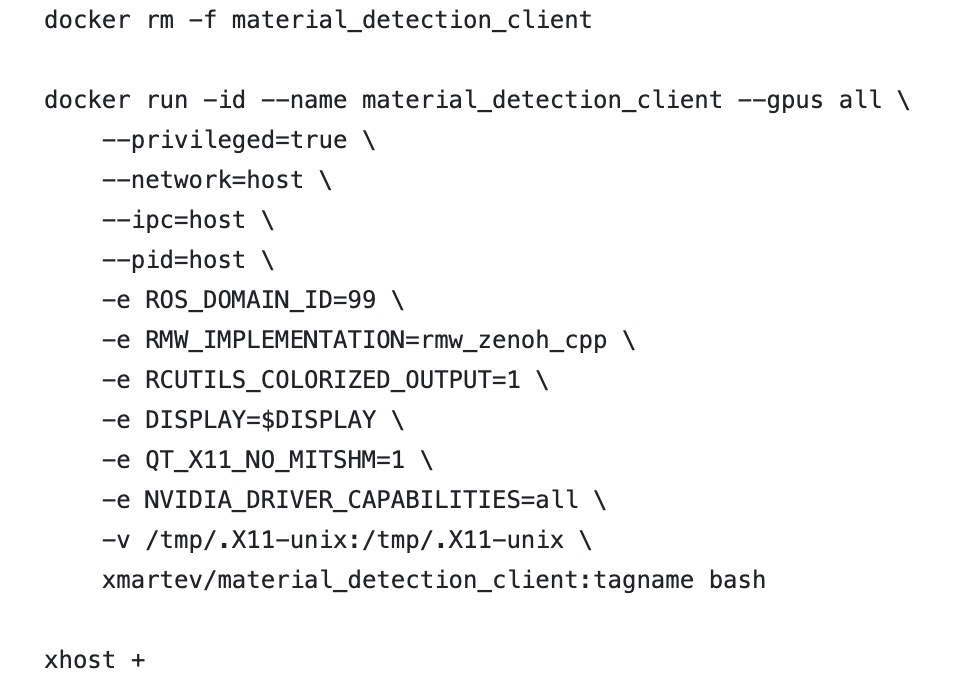 docker rm -f material_detection_client
docker run -id --name material_detection_client --gpus all \
--privileged=true \
--network=host \
--ipc=host \
--pid=host \
-e ROS_DOMAIN_ID=99 \
-e RMW_IMPLEMENTATION=rmw_zenoh_cpp \
-e RCUTILS_COLORIZED_OUTPUT=1 \
-e DISPLAY=$DISPLAY \
-e QT_X11_NO_MITSHM=1 \
-e NVIDIA_DRIVER_CAPABILITIES=all \
-v /tmp/.X11-unix:/tmp/.X11-unix \
xmartev/material_detection_client:tagname bash
xhost +